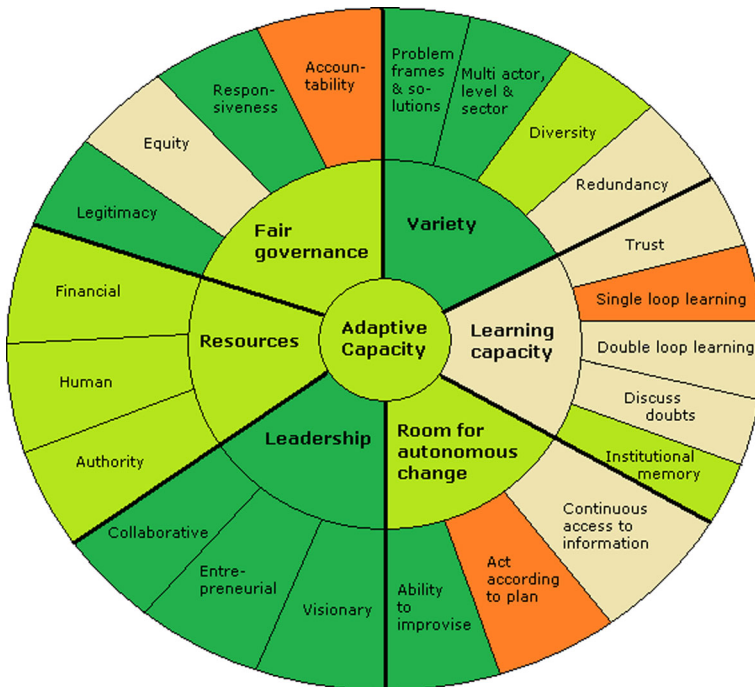 Adaptive
Capacity
Variety
Problem
frames
& so-
lutions
Multi actor,
level &
sector
Diversity
Redundancy
Learning
capacity
Trust
Single loop learning
Double loop learning
Discuss
doubts
Institutional
memory
Room for
autonomous
change
Continuous
access to
information
Act
according
to plan
Ability
to
improvise
Leadership
Visionary
Entre-
preneurial
Collaborative
Resources
Authority
Human
Financial
Fair
governance
Legitimacy
Equity
Respon-
siveness
Accoun-
tability